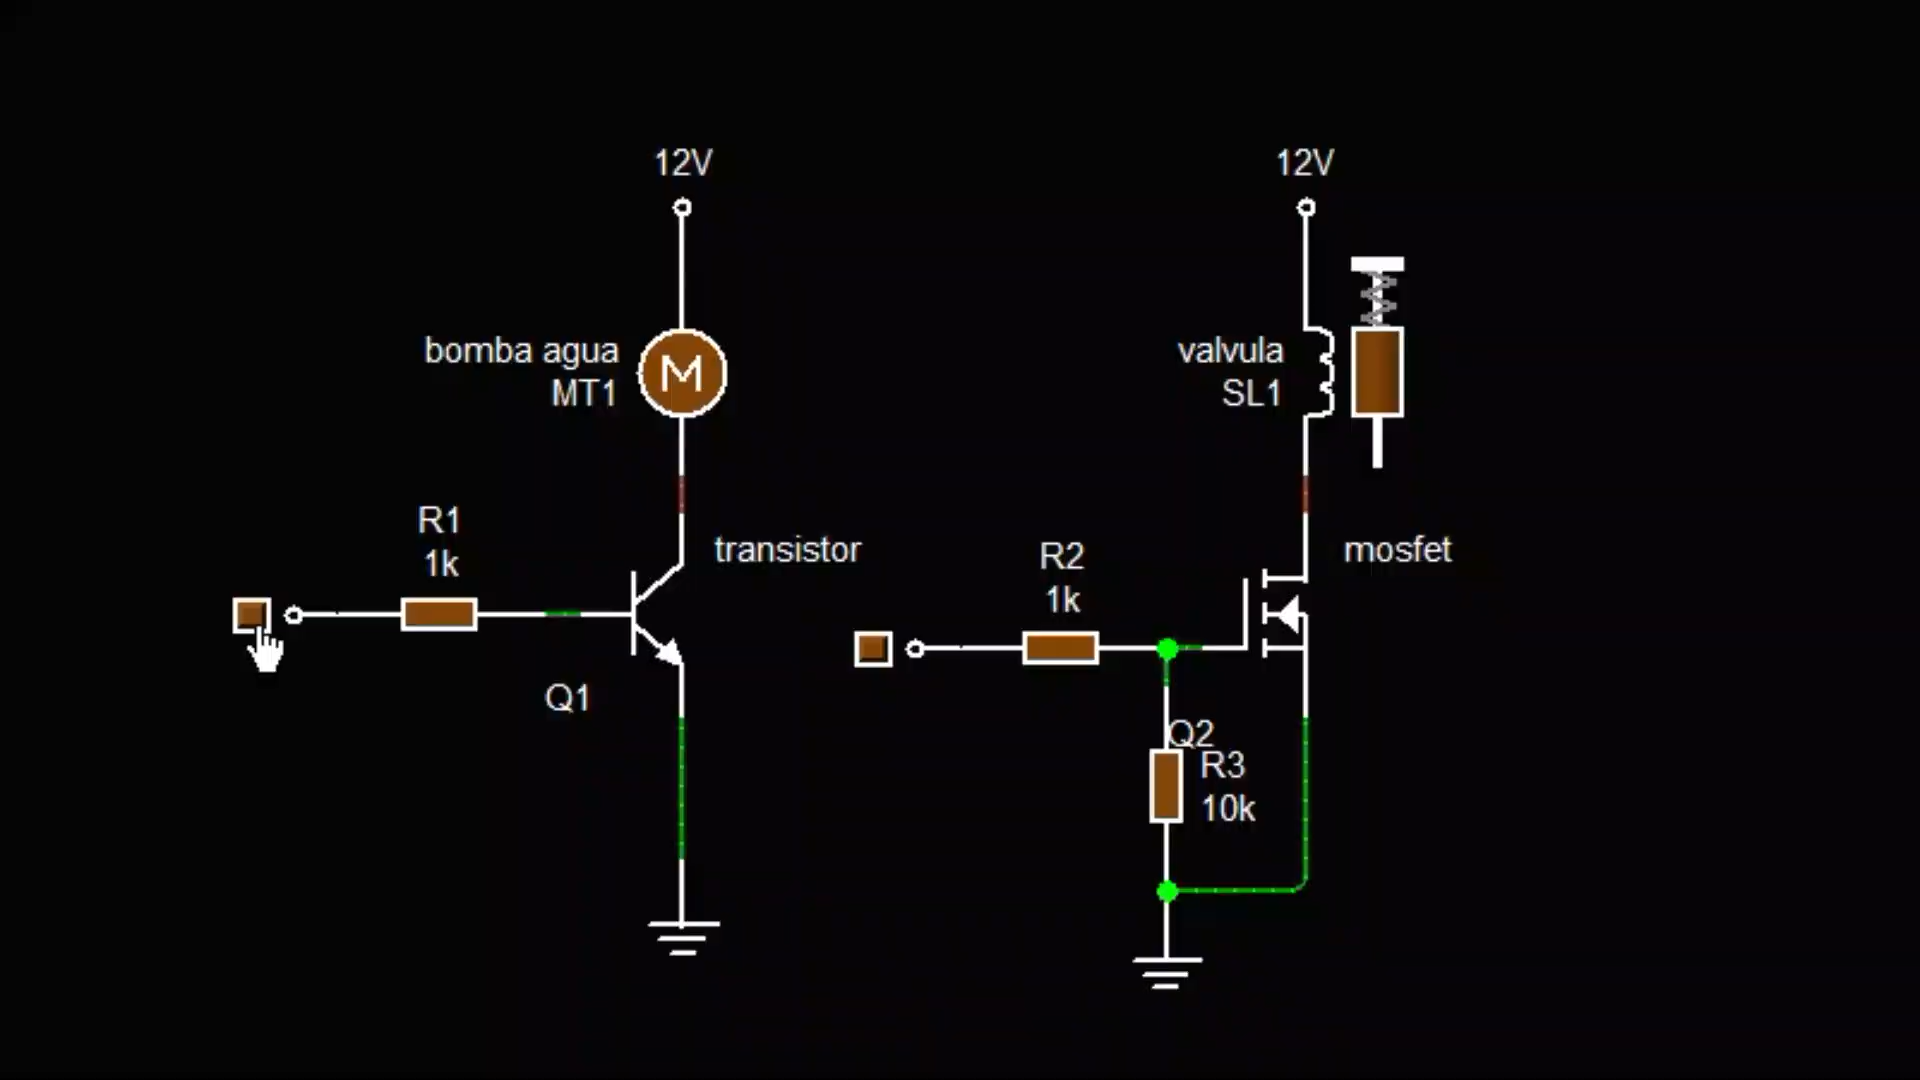 12V
bomba agua
MT1
M
R1
1k
transistor
Q1
12V
valvula
SL1
R2
1k
mosfet
Q2
R3
10k